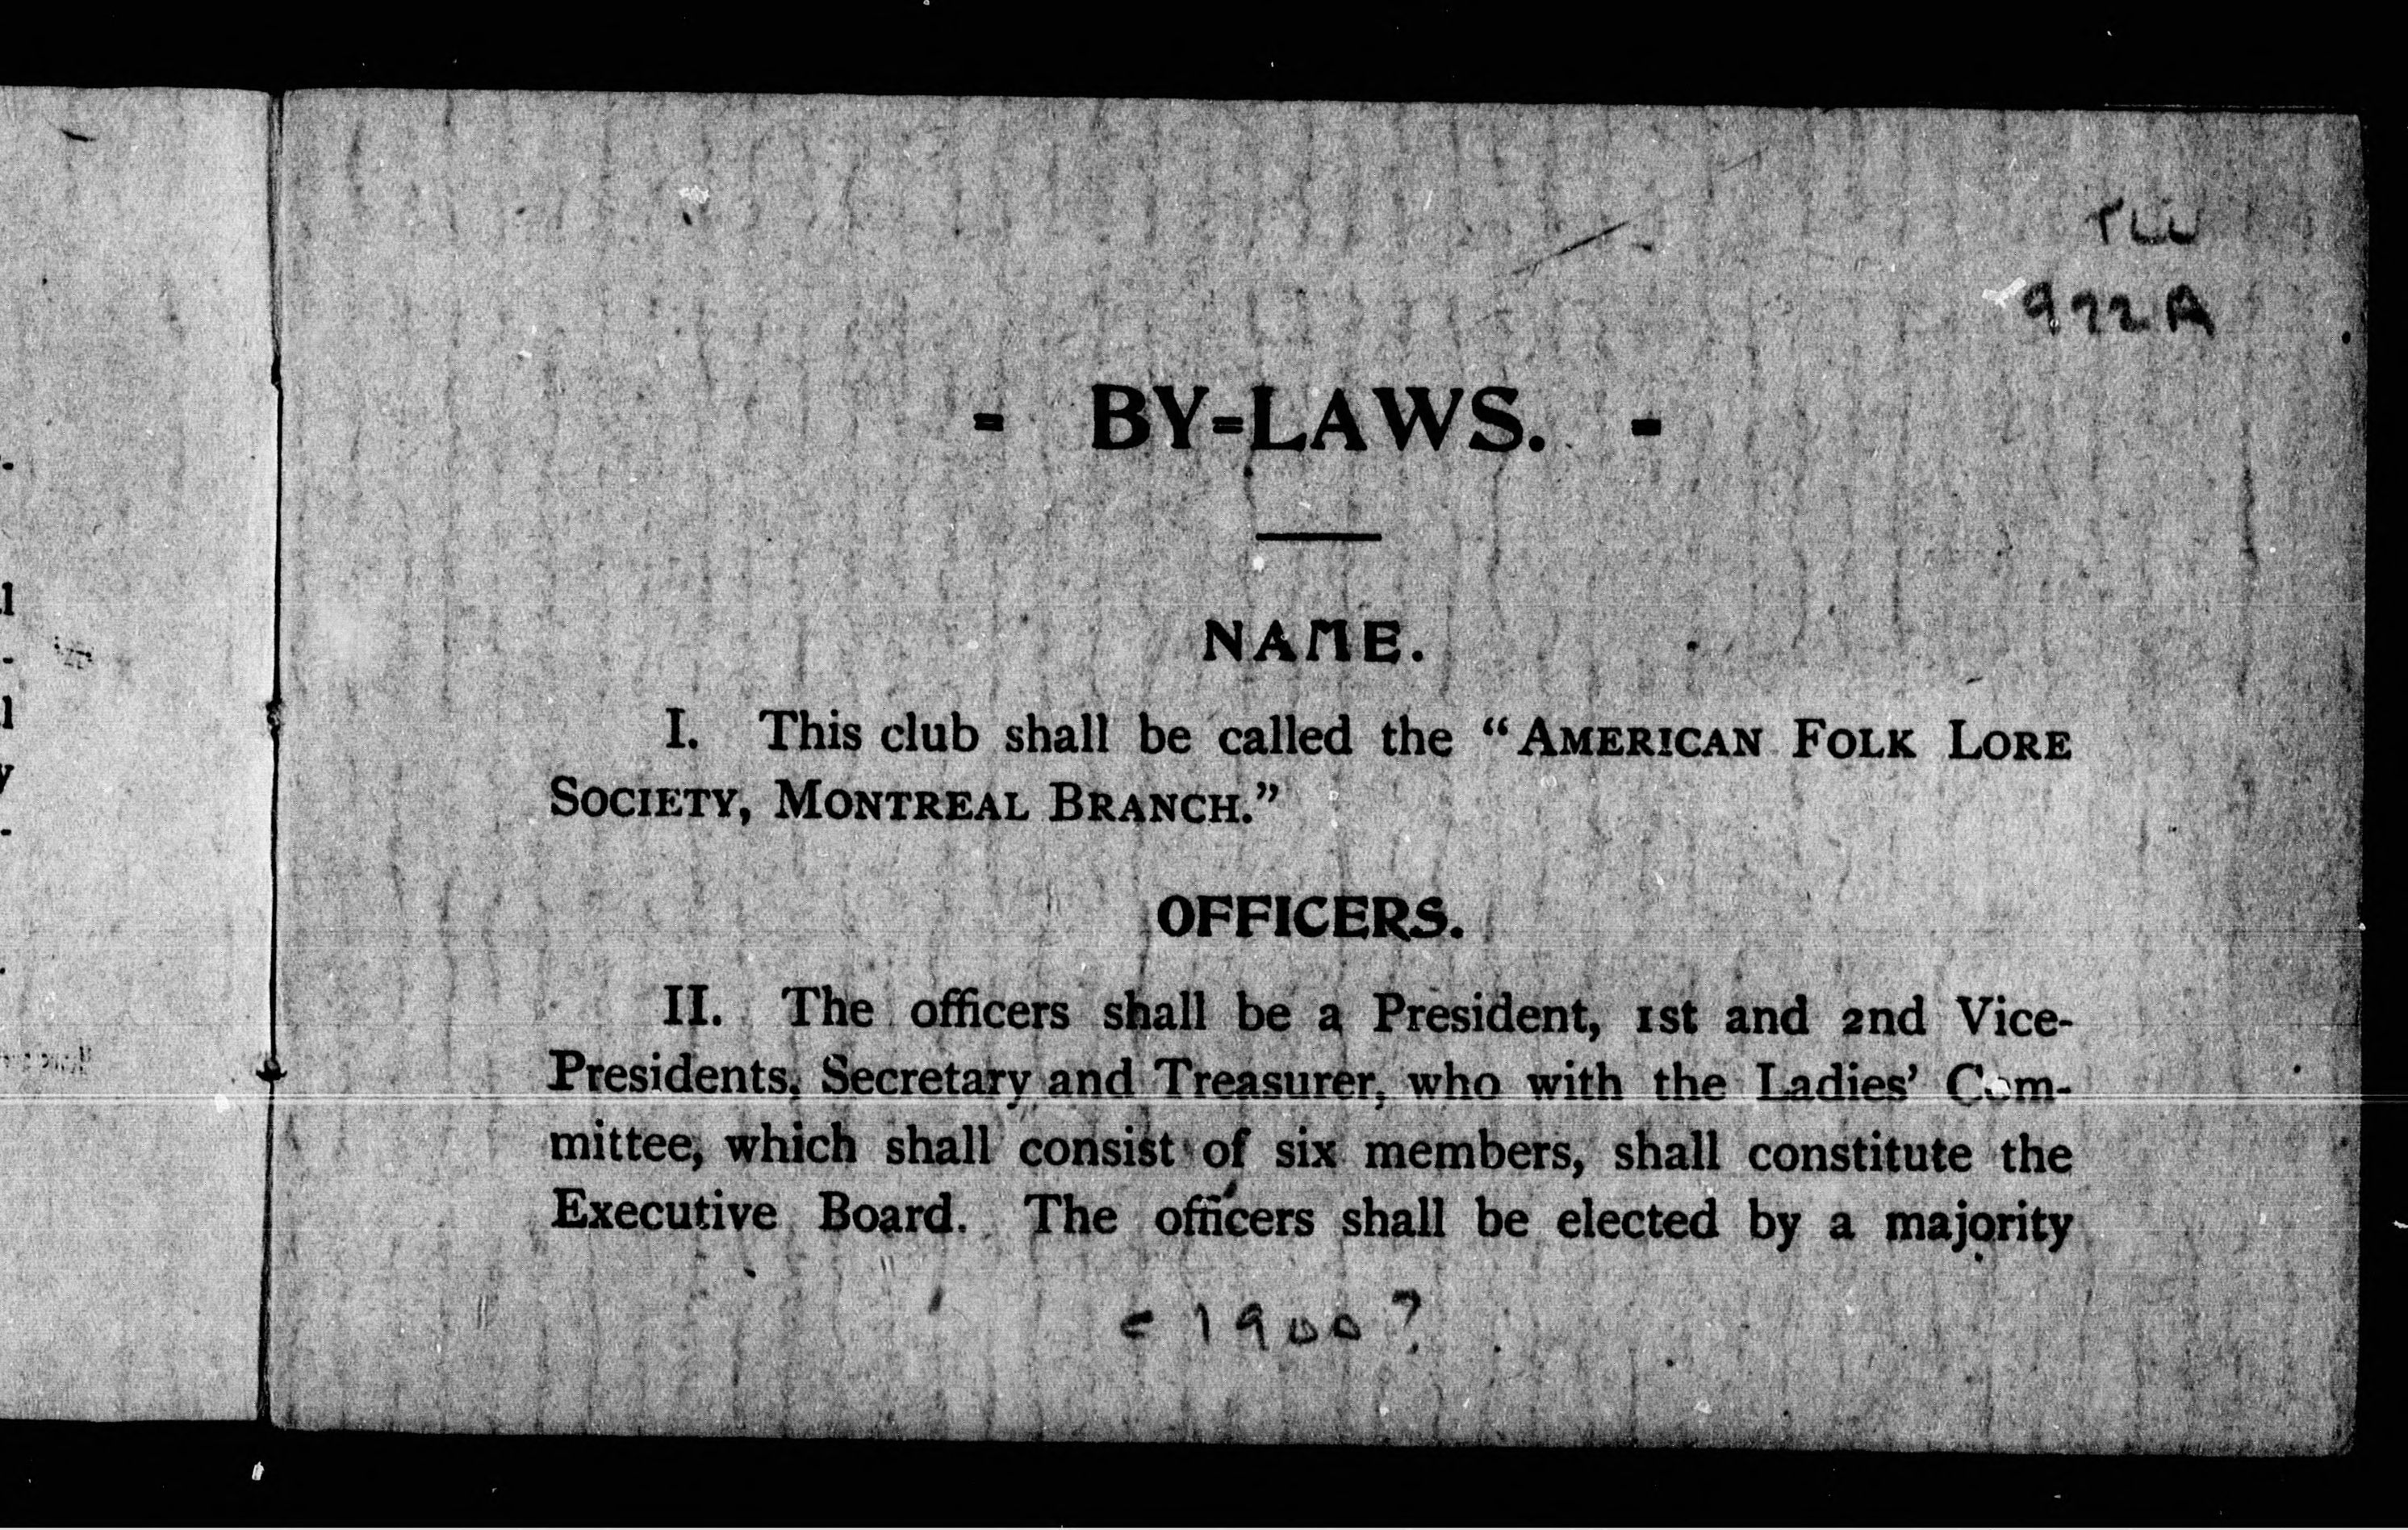 922A
- BY-LAWS. -
NAME.
I. This club shall be called the “AMERICAN FOLK LORE
SOCIETY, MONTREAL BRANCH.”
OFFICERS.
II. The officers shall be a President, 1st and 2nd Vice-
Presidents, Secretary and Treasurer, who with the Ladies’ Com-
mittee, which shall consist of six members, shall constitute the
Executive Board. The officers shall be elected by a majority
1900?